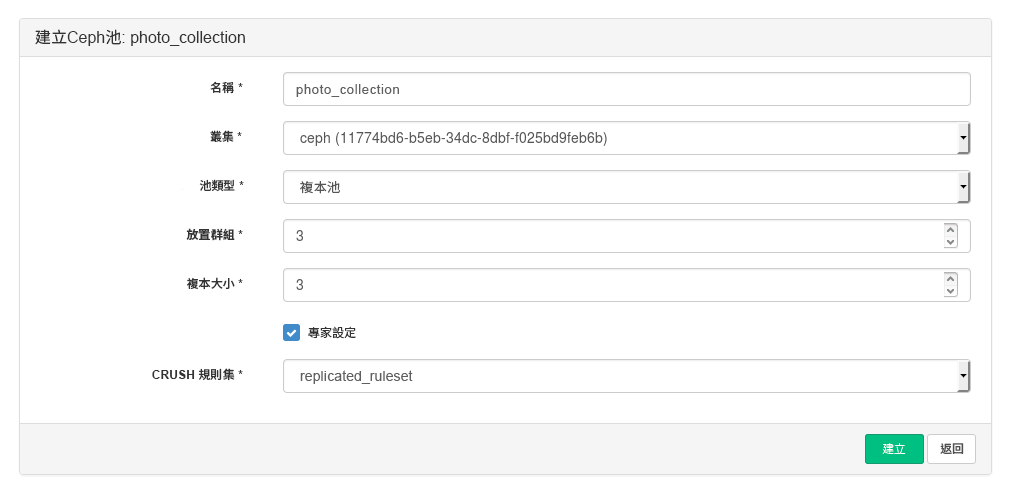 建立Ceph池: photo_collection
名稱 * photo_collection
叢集 * ceph (11774bd6-b5eb-34dc-8dbf-f025bd9feb6b)
池類型 * 複本池
放置群組 * 3
複本大小 * 3
專家設定
CRUSH 規則集 * replicated_ruleset
建立 返回